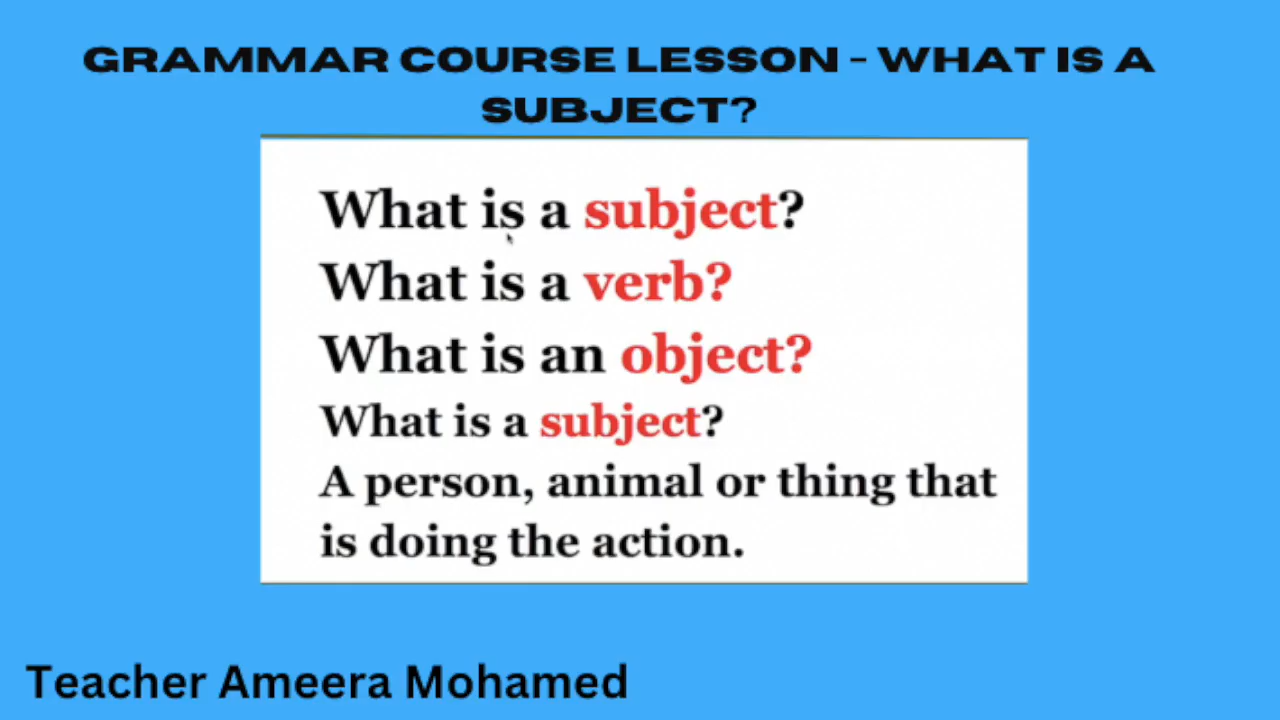 GRAMMAR COURSE LESSON - WHAT IS A
SUBJECT?
What is a subject?
What is a verb?
What is an object?
What is a subject?
A person, animal or thing that
is doing the action.
Teacher Ameera Mohamed